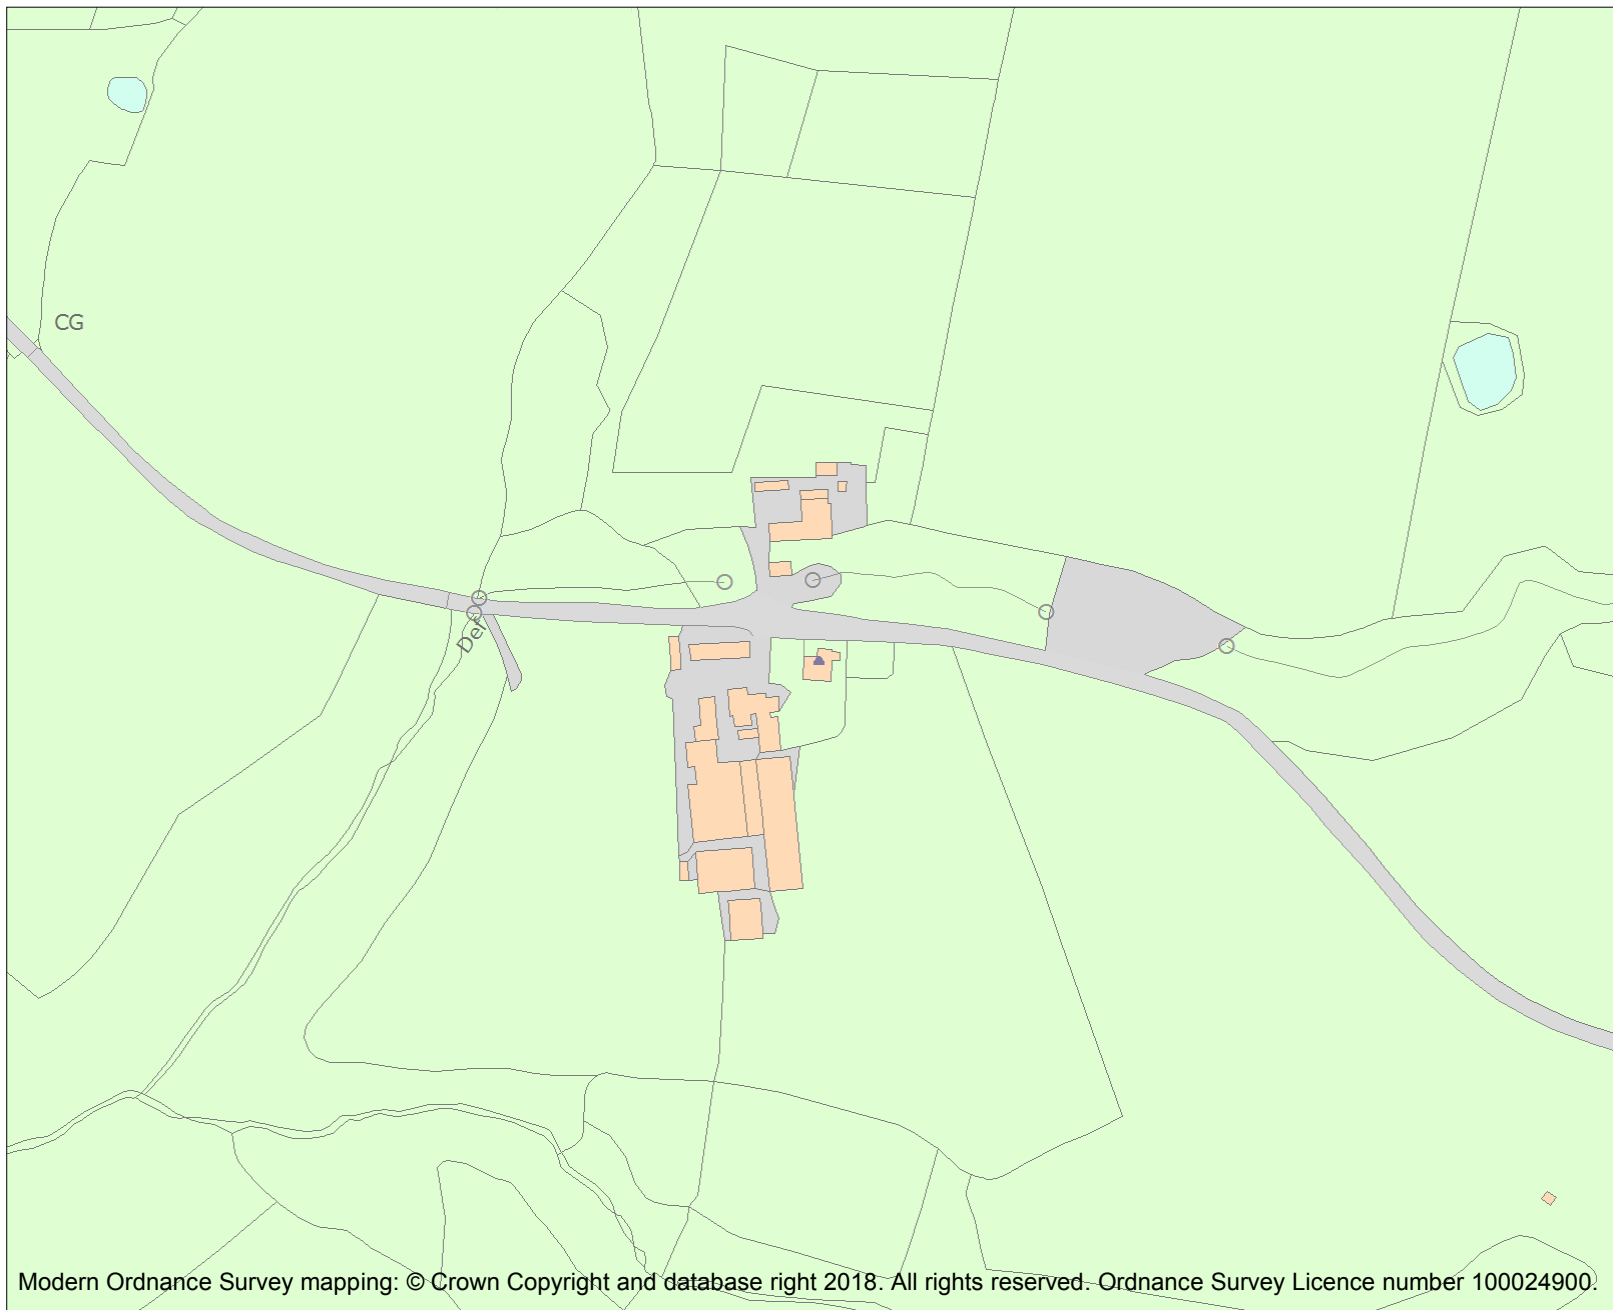 CG
Def
Modern Ordnance Survey mapping: © Crown Copyright and database right 2018. All rights reserved. Ordnance Survey Licence number 100024900.